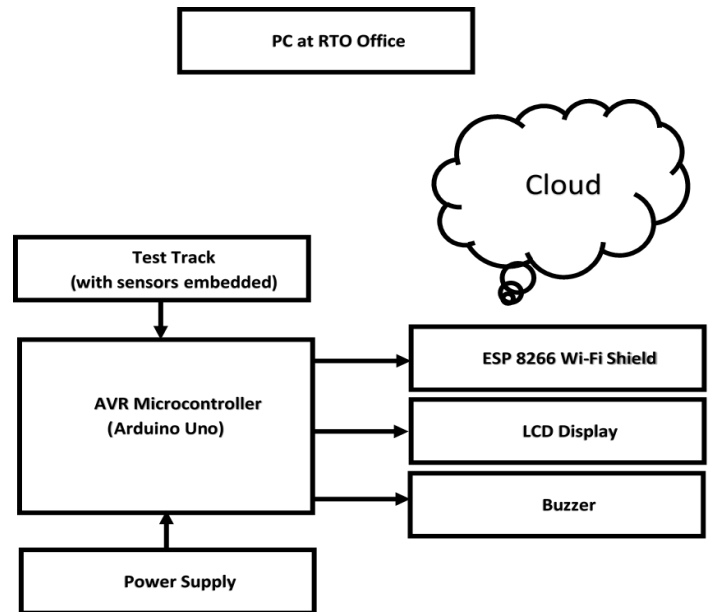 PC at RTO Office
Cloud
Test Track
(with sensors embedded)
AVR Microcontroller
(Arduino Uno)
ESP 8266 Wi-Fi Shield
LCD Display
Buzzer
Power Supply